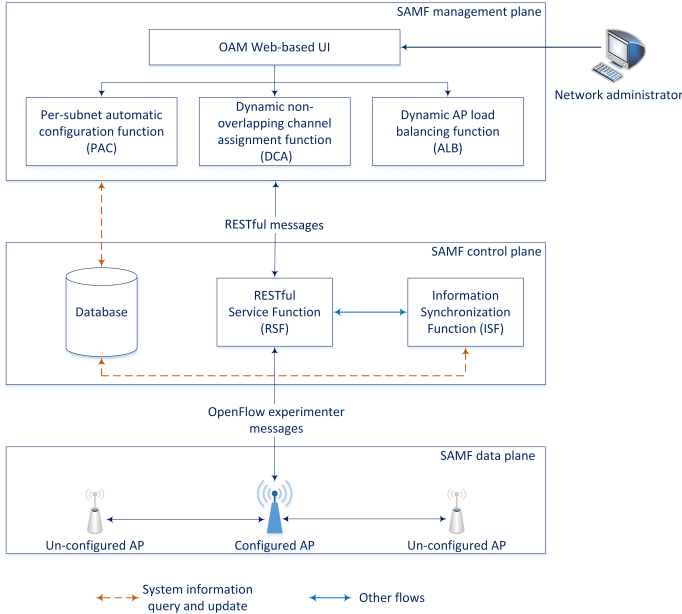 SAMF management plane
OAM Web-based UI
Network administrator
Per-subnet automatic
configuration function
(PAC)
Dynamic non-
overlapping channel
assignment function
(DCA)
Dynamic AP load
balancing function
(ALB)
RESTful messages
SAMF control plane
Database
RESTful
Service Function
(RSF)
Information
Synchronization
Function (ISF)
OpenFlow experimenter
messages
SAMF data plane
Un-configured AP
Configured AP
Un-configured AP
System information
query and update
Other flows